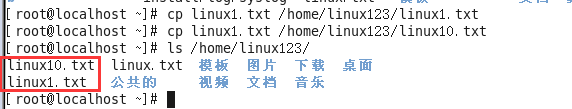 [root@localhost ~]# cp linux1.txt /home/linux123/linux1.txt
[root@localhost ~]# cp linux1.txt /home/linux123/linux10.txt
[root@localhost ~]# ls /home/linux123/
linux10.txt linux.txt 模板 图片 下载 桌面
linux1.txt 公共的 视频 文档 音乐
[root@localhost ~]#